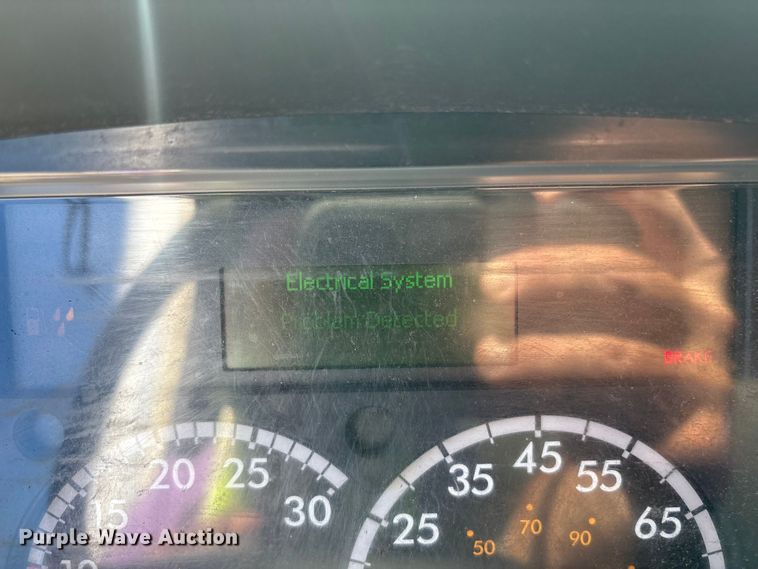 Electrical System
Problem Detected
BRAKE
10 15 20 25 30
25 35 45 55 65
50 70 90
Purple Wave Auction